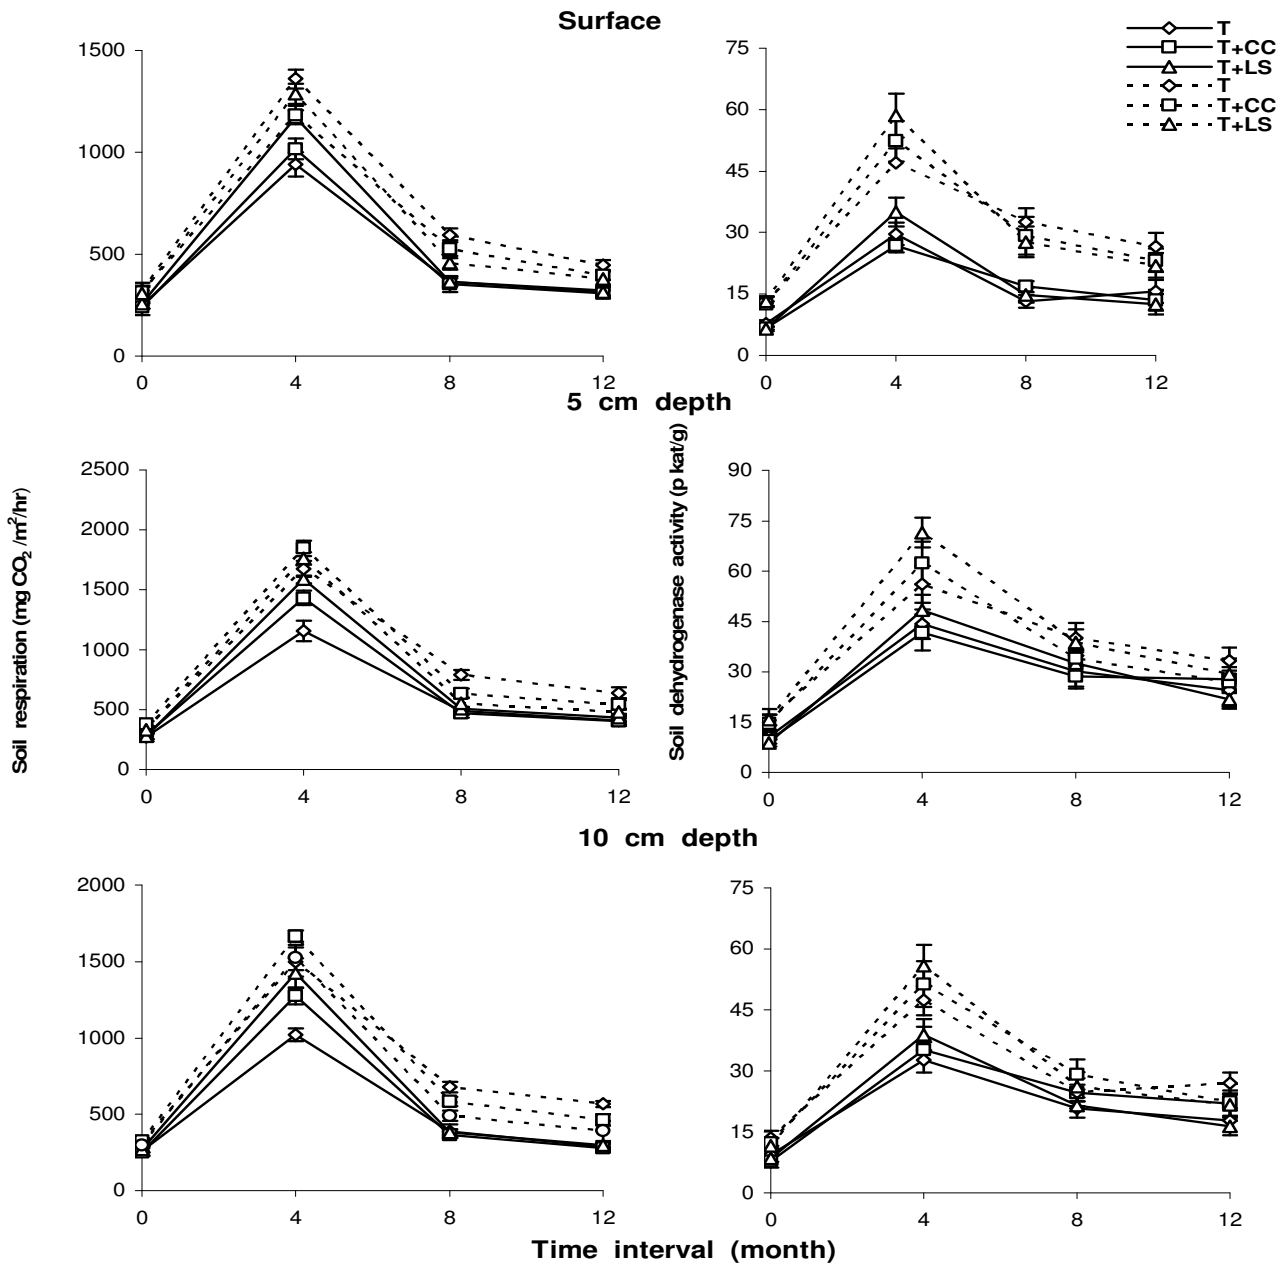 Surface
T
T+CC
T+LS
T
T+CC
T+LS
1500
1000
500
0
0 4 8 12
75
60
45
30
15
0
0 4 8 12
5 cm depth
Soil respiration (mg CO₂ /m²/hr)
2500
2000
1500
1000
500
0
0 4 8 12
Soil dehydrogenase activity (p kat/g)
90
75
60
45
30
15
0
0 4 8 12
10 cm depth
2000
1500
1000
500
0
0 4 8 12
75
60
45
30
15
0
0 4 8 12
Time interval (month)